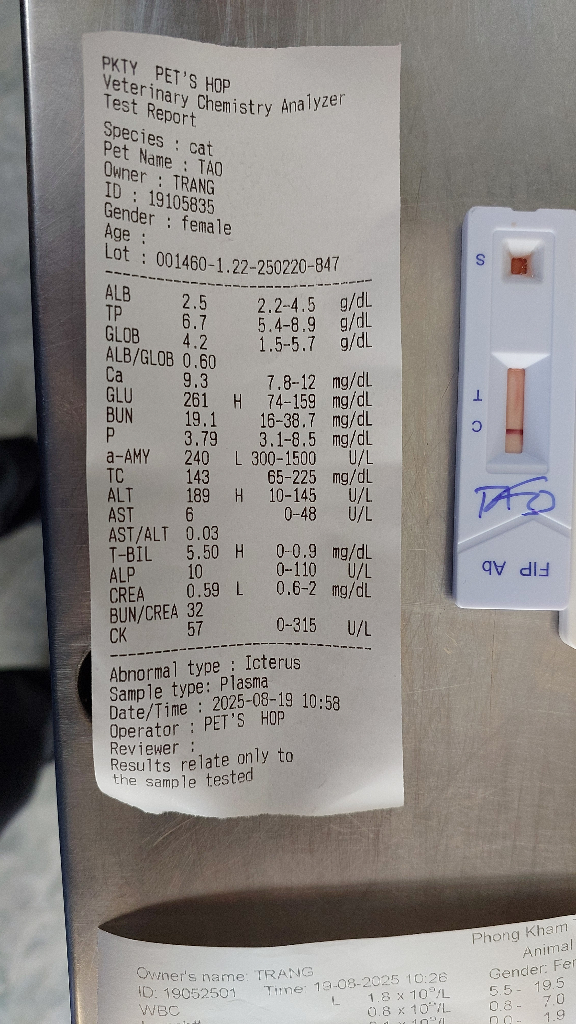 PKTY PET'S HOP
Veterinary Chemistry Analyzer
Test Report
Species : cat
Pet Name : TAO
Owner : TRANG
ID : 19105835
Gender : female
Age :
Lot : 001460-1.22-250220-847
ALB 2.5 2.2-4.5 g/dL
TP 6.7 5.4-8.9 g/dL
GLOB 4.2 1.5-5.7 g/dL
ALB/GLOB 0.60
Ca 9.3 7.8-12 mg/dL
GLU 261 H 74-159 mg/dL
BUN 19.1 16-38.7 mg/dL
P 3.79 3.1-8.5 mg/dL
a-AMY 240 L 300-1500 U/L
TC 143 65-225 mg/dL
ALT 189 H 10-145 U/L
AST 6 0-48 U/L
AST/ALT 0.03
T-BIL 5.50 H 0-0.9 mg/dL
ALP 10 0-110 U/L
CREA 0.59 L 0.6-2 mg/dL
BUN/CREA 32
CK 57 0-315 U/L
Abnormal type : Icterus
Sample type: Plasma
Date/Time : 2025-08-19 10:58
Operator : PET'S HOP
Reviewer :
Results relate only to
the sample tested
S
T
C
TAO
FIP Ab
Phong Kham
Animal
Owner's name: TRANG
Gender: Fer
ID: 19052501 Time: 19-08-2025 10:26
WBC L 1.8 x 10^9/L 5.5 - 19.5
0.8 x 10^9/L 0.8 - 7.0
0.0 - 1.9